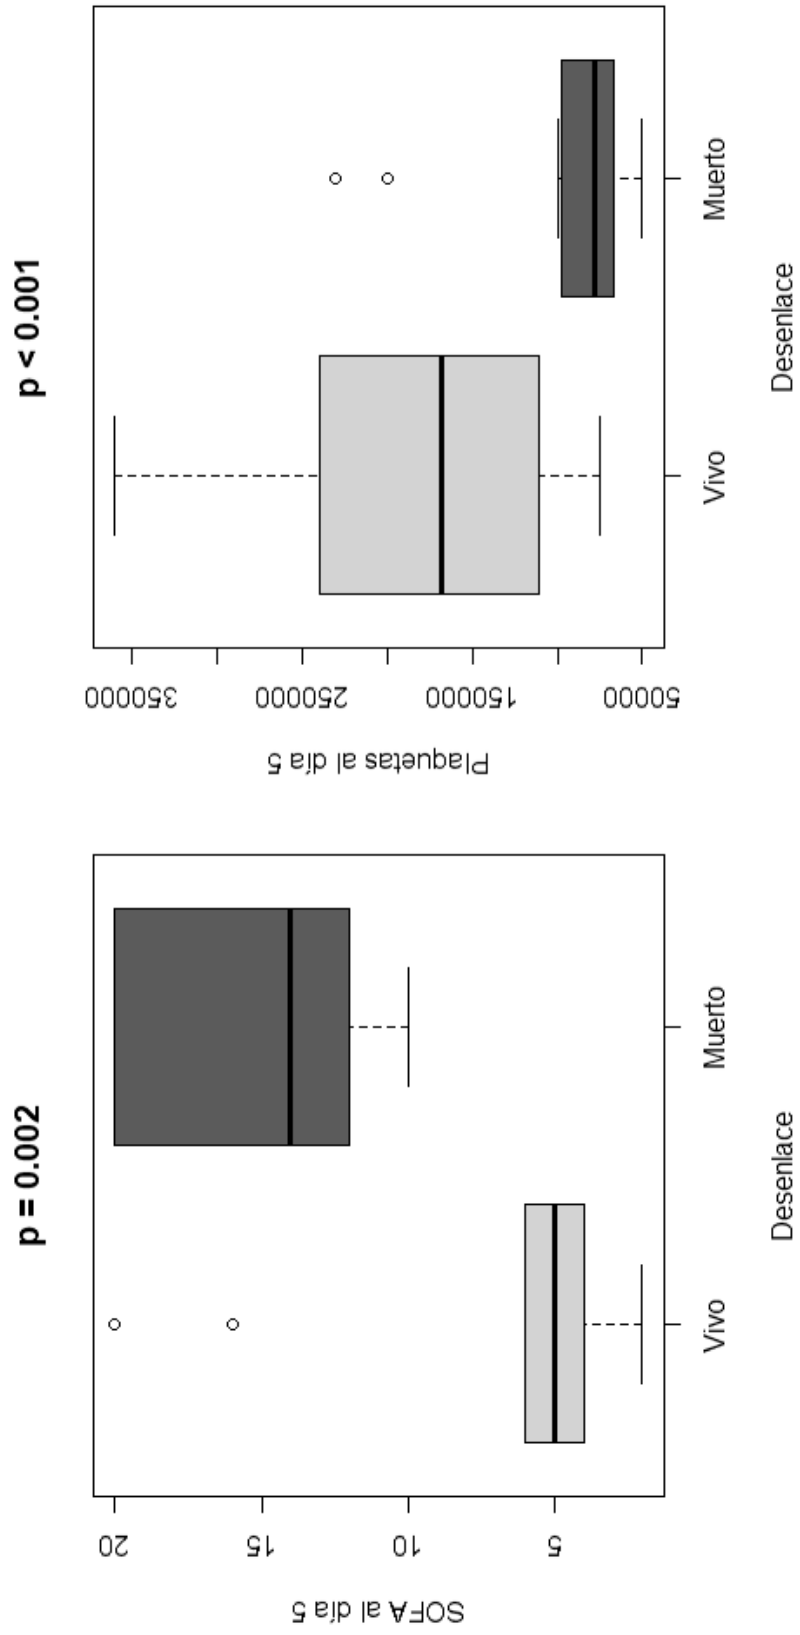 p = 0.002
SOFA al día 5
20
15
10
5
Vivo
Muerto
Desenlace
p < 0.001
Plaquetas al día 5
350000
250000
150000
50000
Vivo
Muerto
Desenlace